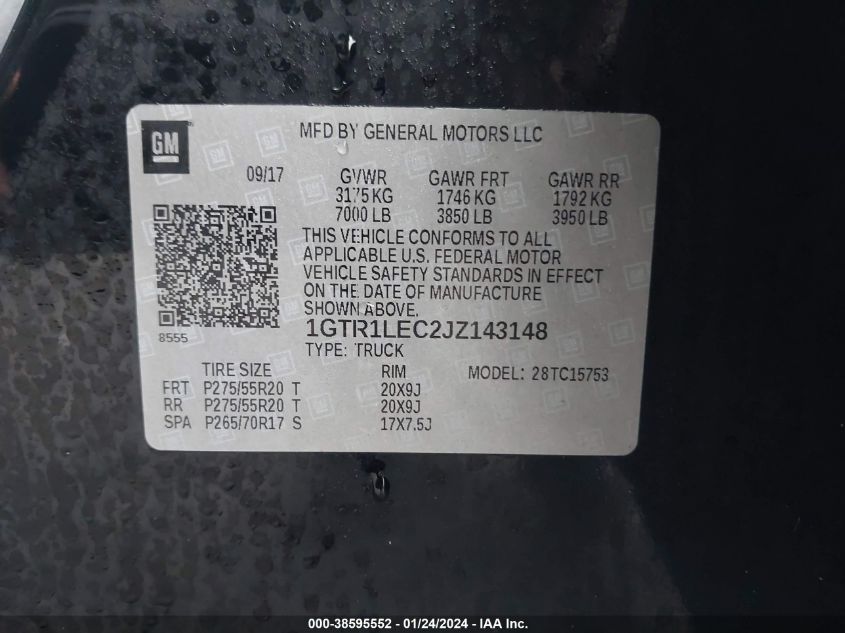 GM
MFD BY GENERAL MOTORS LLC
09/17
GVWR GAWR FRT GAWR RR
3175 KG 1746 KG 1792 KG
7000 LB 3850 LB 3950 LB
THIS VEHICLE CONFORMS TO ALL
APPLICABLE U.S. FEDERAL MOTOR
VEHICLE SAFETY STANDARDS IN EFFECT
ON THE DATE OF MANUFACTURE
SHOWN ABOVE.
8555
1GTR1LEC2JZ143148
TYPE: TRUCK
TIRE SIZE RIM MODEL: 28TC15753
FRT P275/55R20 T 20X9J
RR P275/55R20 T 20X9J
SPA P265/70R17 S 17X7.5J
000-38595552 / 01/24/2024 - IAA Inc.